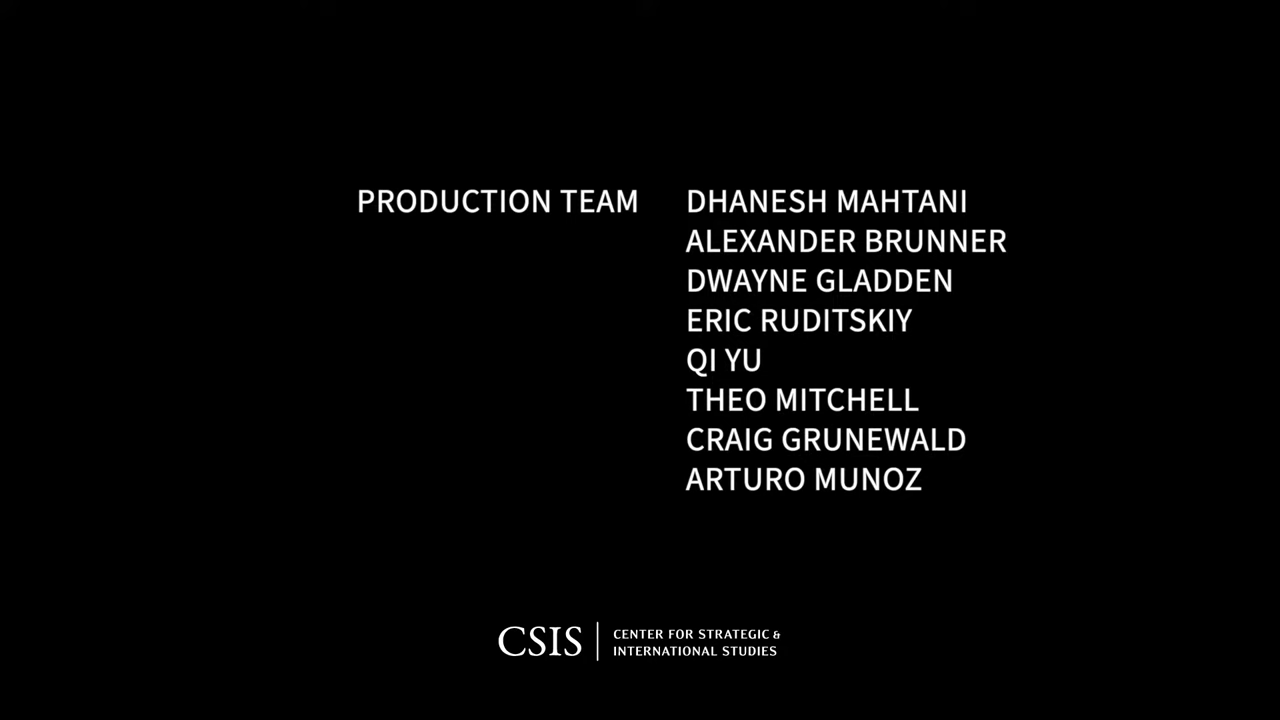 PRODUCTION TEAM DHANESH MAHTANI
ALEXANDER BRUNNER
DWAYNE GLADDEN
ERIC RUDITSKIY
QI YU
THEO MITCHELL
CRAIG GRUNEWALD
ARTURO MUNOZ
CSIS CENTER FOR STRATEGIC &
INTERNATIONAL STUDIES